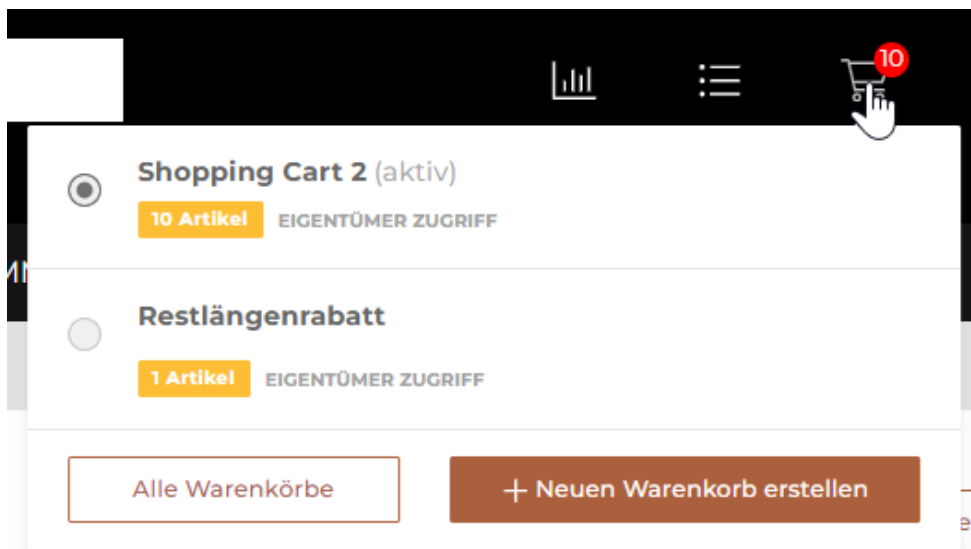 10
Shopping Cart 2 (aktiv)
10 Artikel EIGENTÜMER ZUGRIFF
Restlängenrabatt
1 Artikel EIGENTÜMER ZUGRIFF
Alle Warenkörbe
+ Neuen Warenkorb erstellen